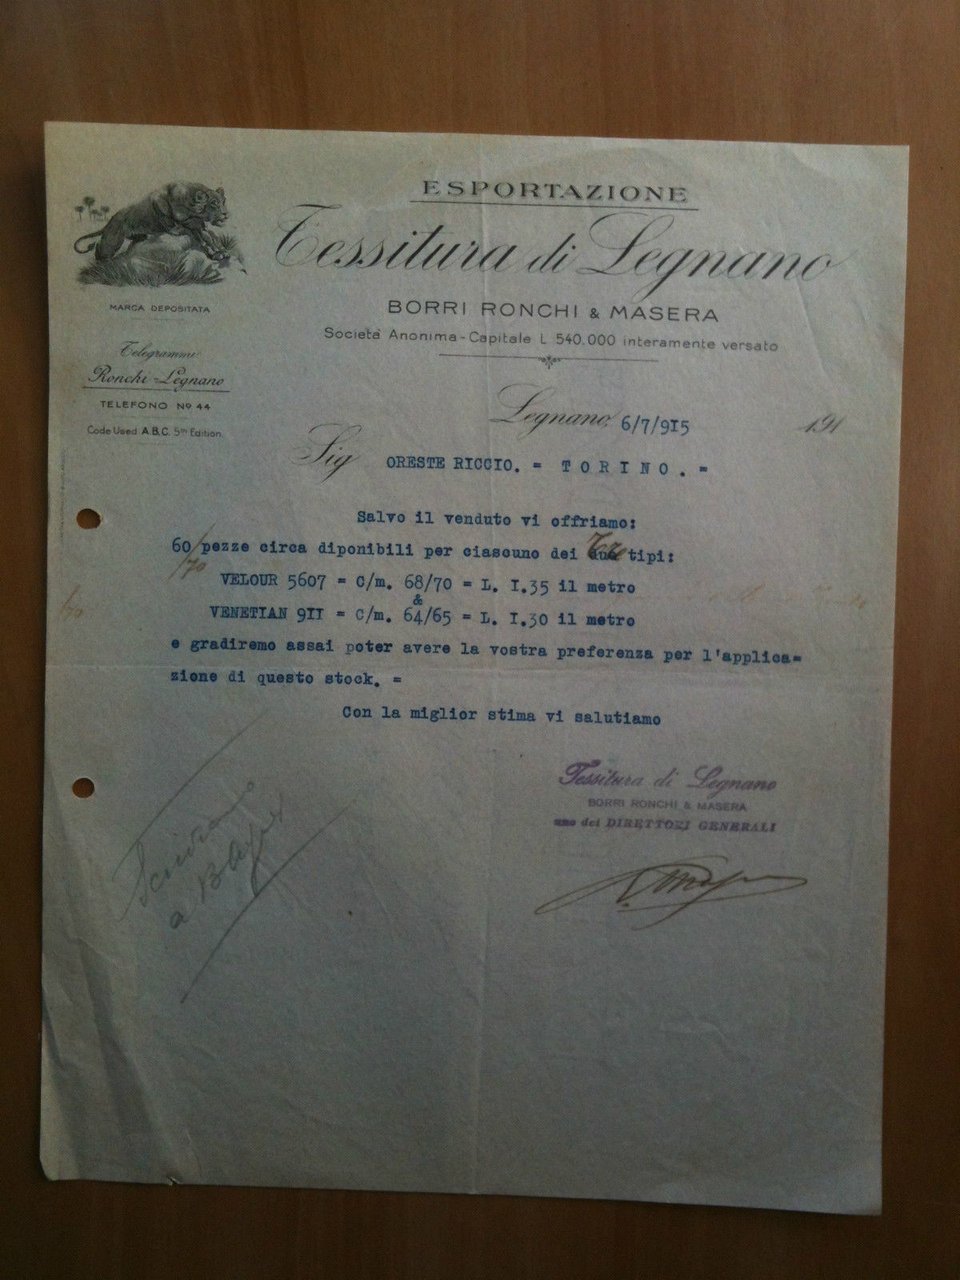 ESPORTAZIONE
Tessitura di Legnano
BORRI RONCHI & MASERA
Società Anonima - Capitale L 540.000 interamente versato
MARCA DEPOSITATA
Telegrammi
Ronchi - Legnano
TELEFONO Nº 44
Code Used A.B.C. 5th Edition.
Legnano, 6/7/9I5 191
Sig ORESTE RICCIO. = TORINO. =
Salvo il venduto vi offriamo:
60/70 pezze circa diponibili per ciascuno dei due tipi:
VELOUR 5607 = C/m. 68/70 = L. I.35 il metro
&
VENETIAN 9II = C/m. 64/65 = L. I.30 il metro
e gradiremo assai poter avere la vostra preferenza per l'applica=
zione di questo stock. =
Con la miglior stima vi salutiamo
Tessitura di Legnano
BORRI RONCHI & MASERA
uno dei DIRETTORI GENERALI